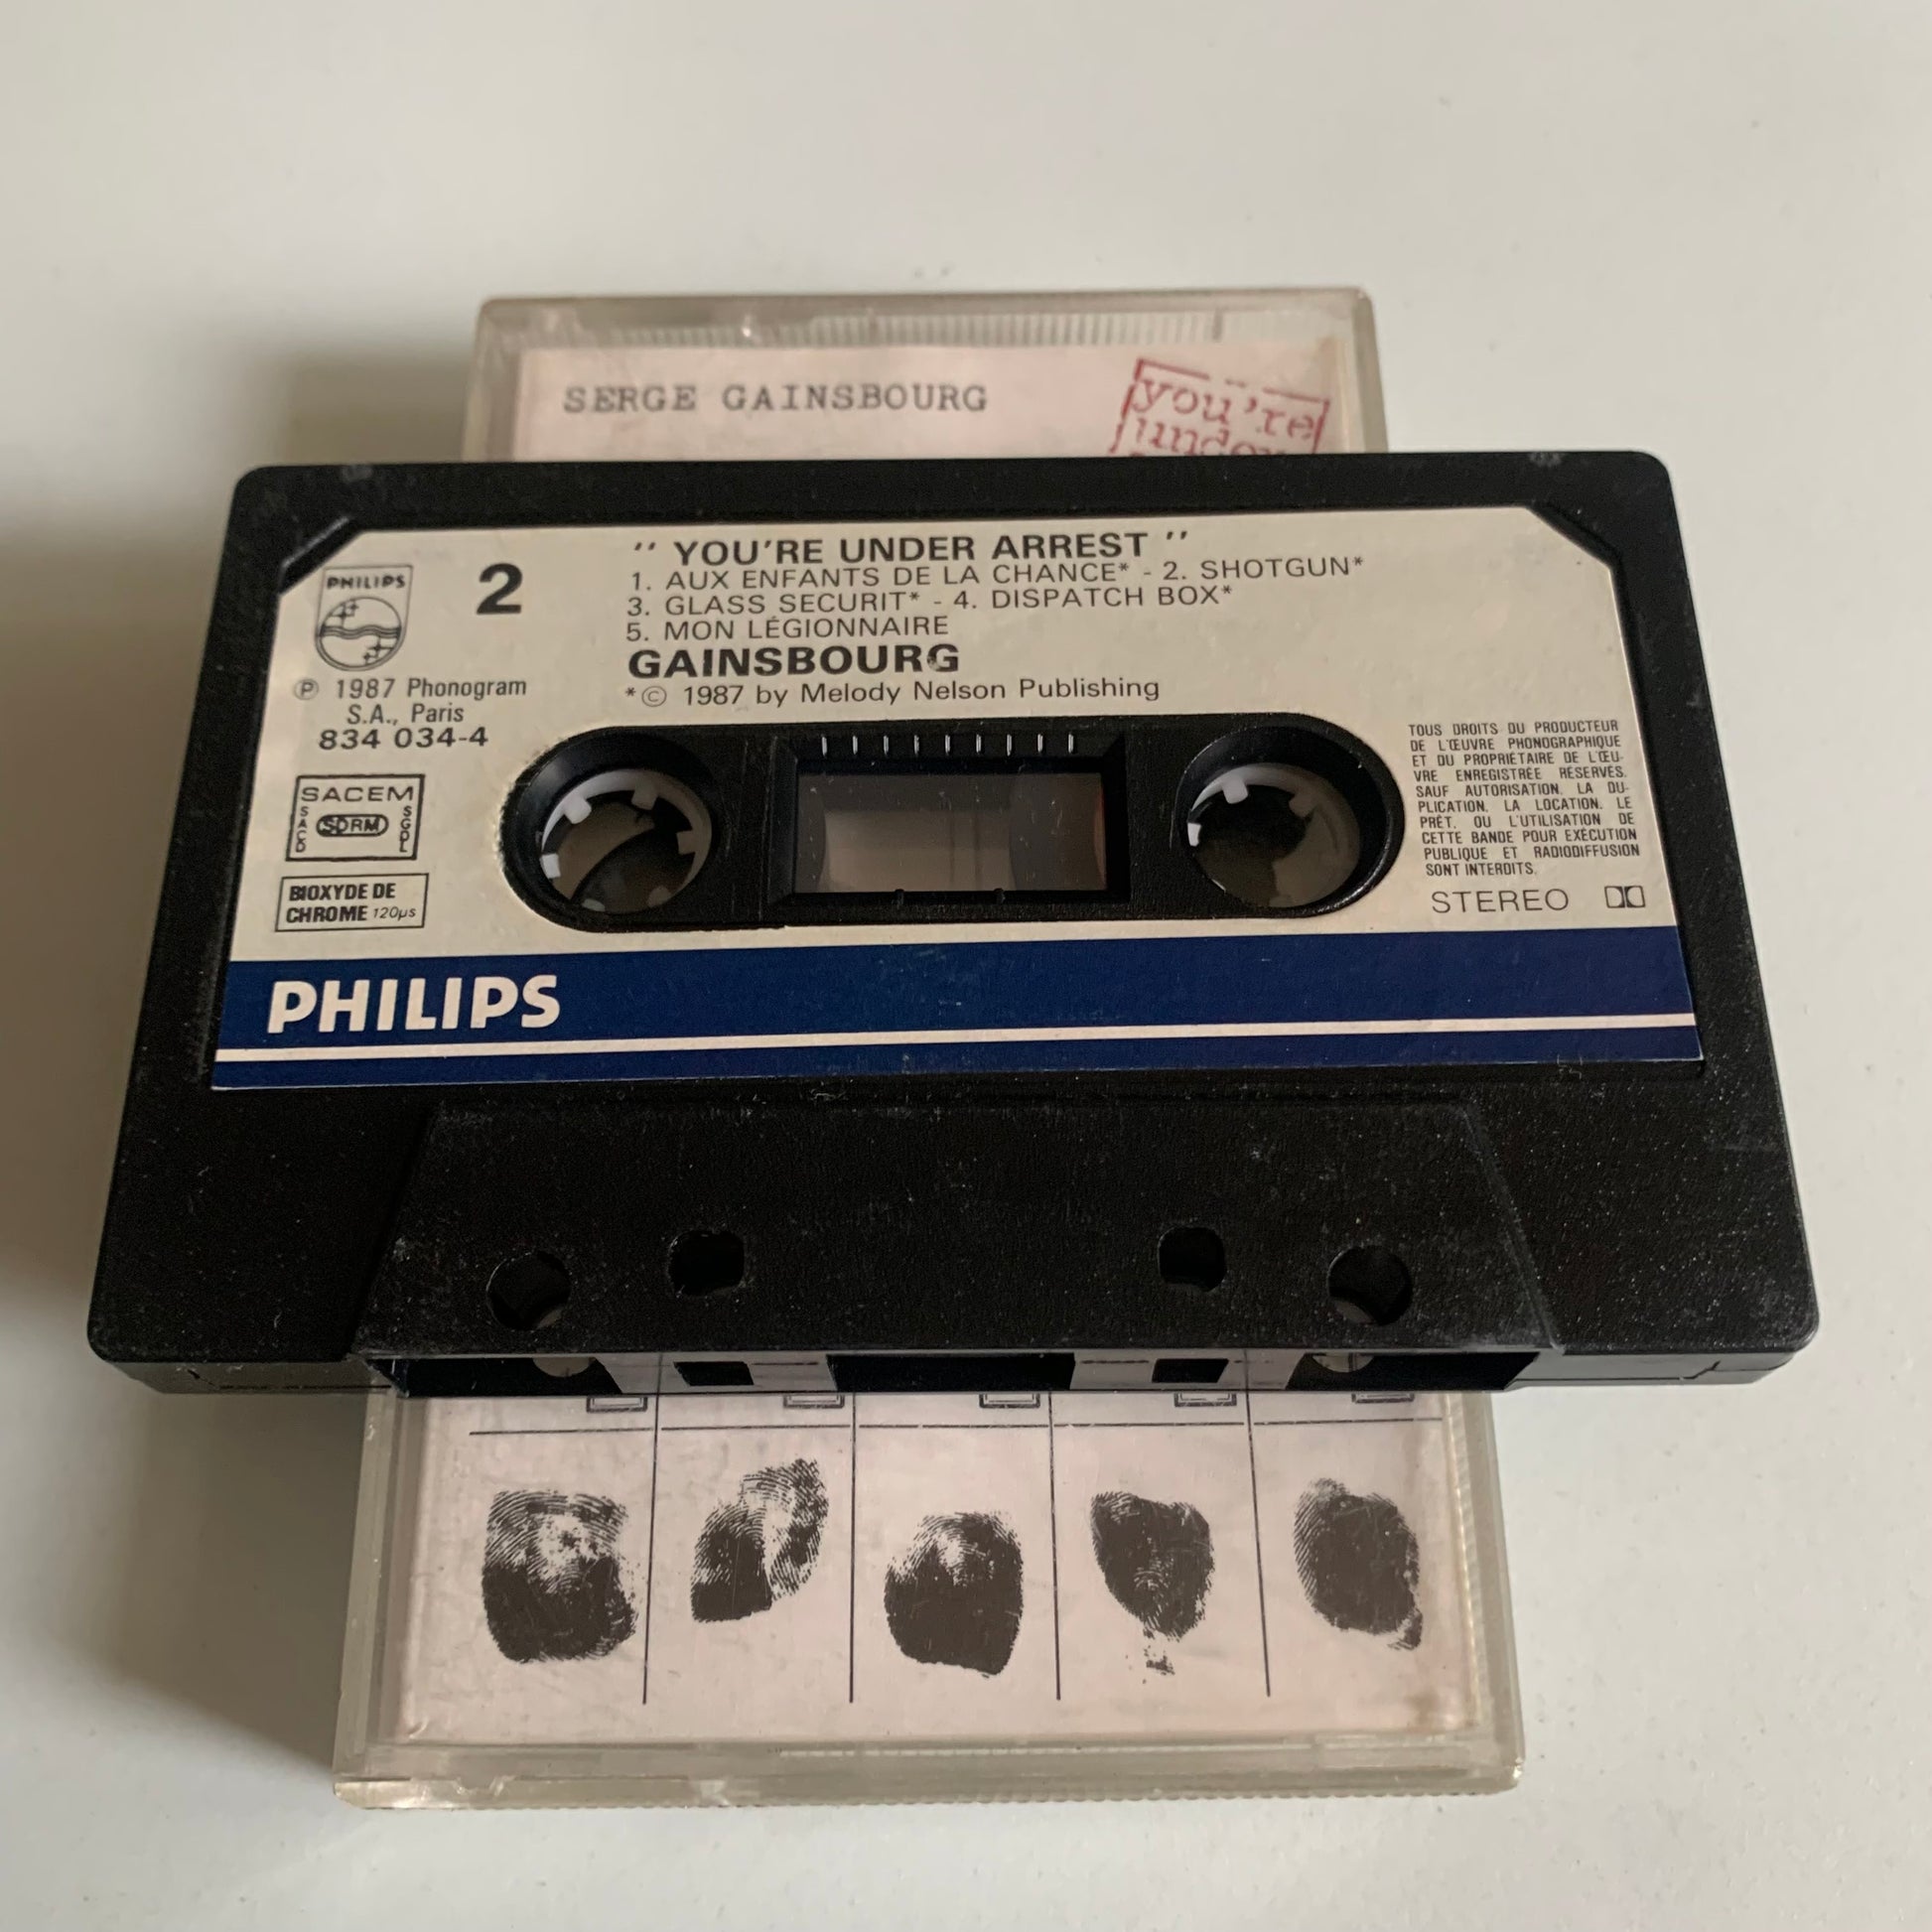 SERGE GAINSBOURG
you're
under
PHILIPS
2
" YOU'RE UNDER ARREST "
1. AUX ENFANTS DE LA CHANCE* - 2. SHOTGUN*
3. GLASS SECURIT* - 4. DISPATCH BOX*
5. MON LÉGIONNAIRE
GAINSBOURG
*© 1987 by Melody Nelson Publishing
℗ 1987 Phonogram
S.A., Paris
834 034-4
SACEM
SACD
SDRM
SGDL
BIOXYDE DE
CHROME 120µs
TOUS DROITS DU PRODUCTEUR
DE L'ŒUVRE PHONOGRAPHIQUE
ET DU PROPRIÉTAIRE DE L'ŒU-
VRE ENREGISTRÉE RÉSERVÉS.
SAUF AUTORISATION, LA DU-
PLICATION, LA LOCATION, LE
PRÊT, OU L'UTILISATION DE
CETTE BANDE POUR EXÉCUTION
PUBLIQUE ET RADIODIFFUSION
SONT INTERDITS.
STEREO
PHILIPS